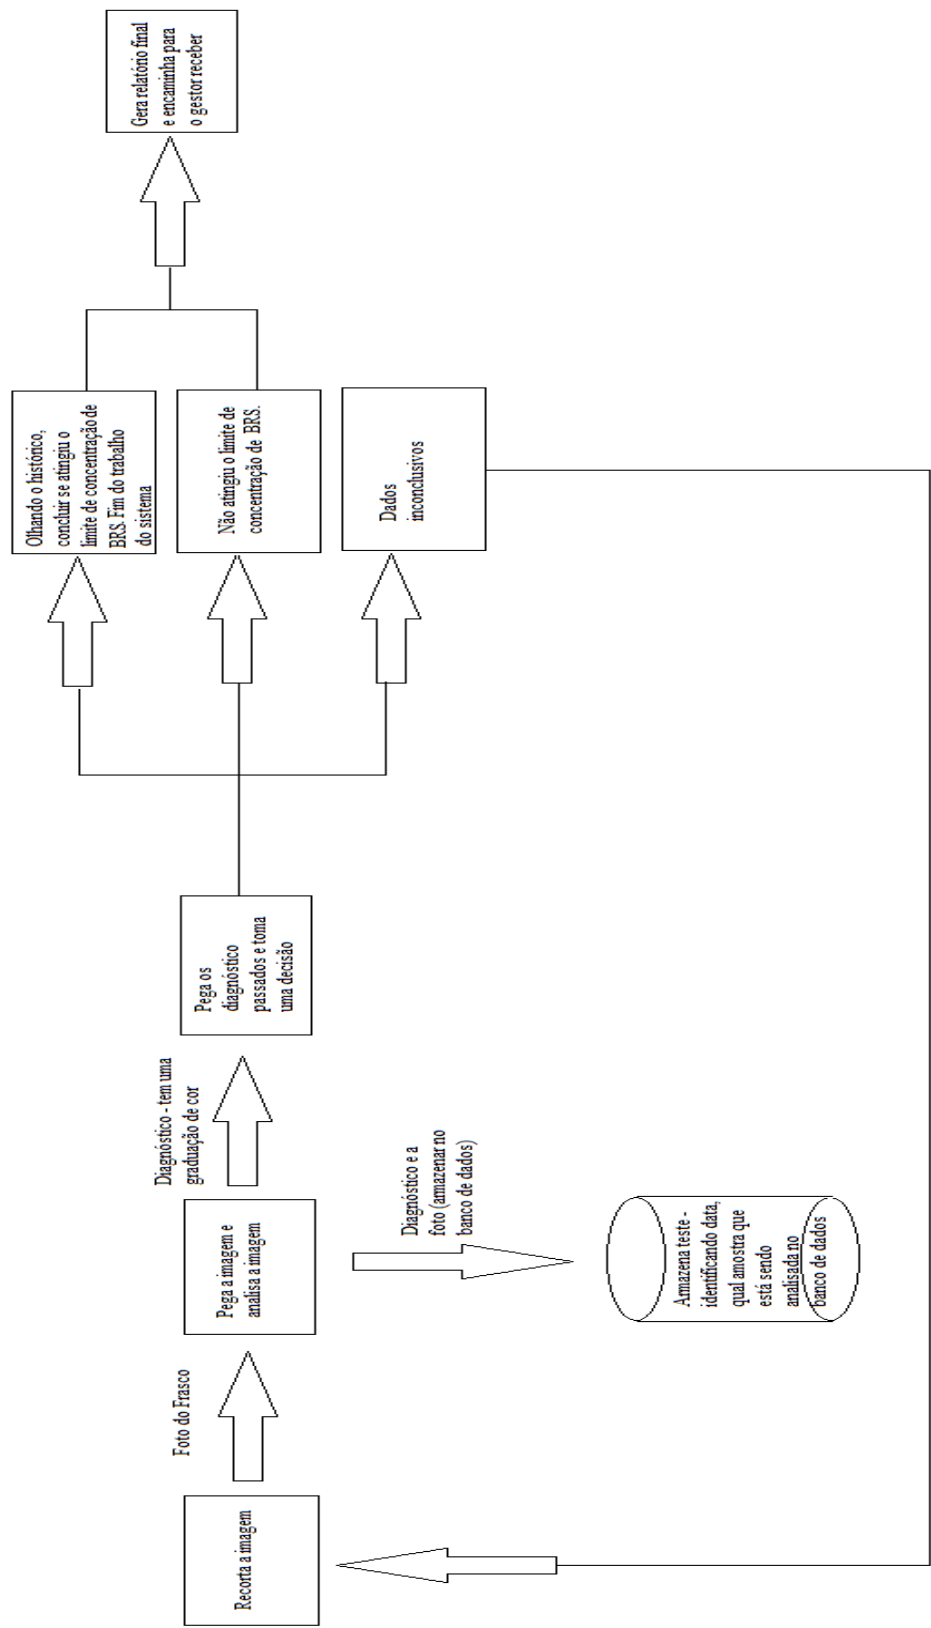 Recorta a imagem
Foto do Frasco
Pega a imagem e
analisa a imagem
Diagnóstico - tem uma
graduação de cor
Diagnóstico e a
foto (armazenar no
banco de dados)
Armazena teste -
identificando data,
qual amostra que
está sendo
analisada no
banco de dados
Pega os
diagnóstico
passados e toma
uma decisão
Olhando o histórico,
concluir se atingiu o
limite de concentração de
BRS. Fim do trabalho
do sistema
Não atingiu o limite de
concentração de BRS.
Dados
inconclusivos
Gera relatório final
e encaminha para
o gestor receber